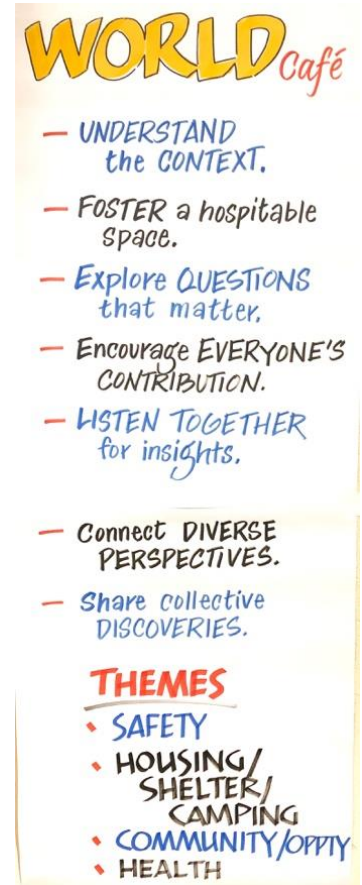 WORLD Café
— UNDERSTAND
the CONTEXT.
— FOSTER a hospitable
SPACE.
— Explore QUESTIONS
that matter.
— Encourage EVERYONE'S
CONTRIBUTION.
— LISTEN TOGETHER
for insights.
— Connect DIVERSE
PERSPECTIVES.
— Share collective
DISCOVERIES.
THEMES
• SAFETY
• HOUSING/
SHELTER/
CAMPING
• COMMUNITY/OPPTY
• HEALTH